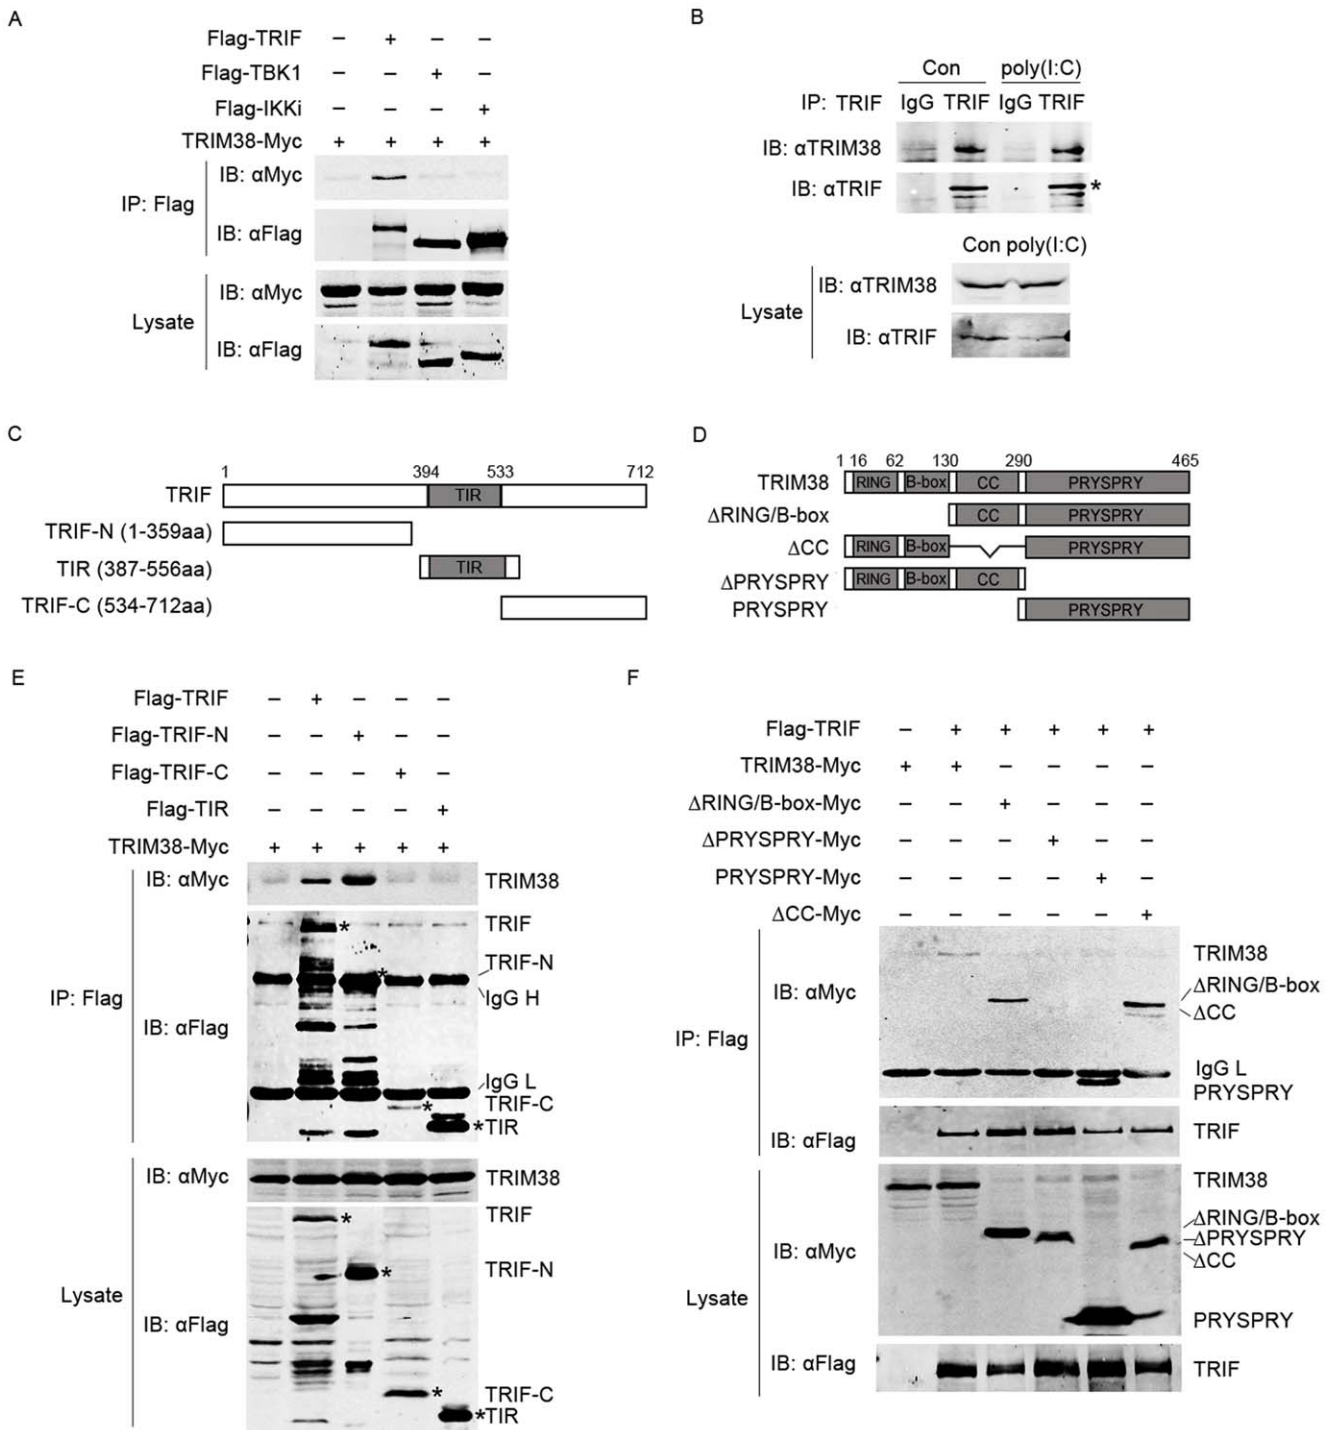 A
Flag-TRIF – + – –
Flag-TBK1 – – + –
Flag-IKKi – – – +
TRIM38-Myc + + + +
IP: Flag
IB: αMyc
IB: αFlag
Lysate
IB: αMyc
IB: αFlag
B
Con poly(I:C)
IP: TRIF IgG TRIF IgG TRIF
IB: αTRIM38
IB: αTRIF *
Con poly(I:C)
Lysate
IB: αTRIM38
IB: αTRIF
C
1 394 533 712
TRIF TIR
TRIF-N (1-359aa)
TIR (387-556aa) TIR
TRIF-C (534-712aa)
D
1 16 62 130 290 465
TRIM38 RING B-box CC PRYSPRY
ΔRING/B-box CC PRYSPRY
ΔCC RING B-box PRYSPRY
ΔPRYSPRY RING B-box CC
PRYSPRY PRYSPRY
E
Flag-TRIF – + – – –
Flag-TRIF-N – – + – –
Flag-TRIF-C – – – + –
Flag-TIR – – – – +
TRIM38-Myc + + + + +
IP: Flag
IB: αMyc TRIM38
IB: αFlag
* TRIF
* TRIF-N
IgG H
IgG L
* TRIF-C
*TIR
Lysate
IB: αMyc TRIM38
IB: αFlag
* TRIF
* TRIF-N
* TRIF-C
*TIR
F
Flag-TRIF – + + + + +
TRIM38-Myc + + – – – –
ΔRING/B-box-Myc – – + – – –
ΔPRYSPRY-Myc – – – + – –
PRYSPRY-Myc – – – – + –
ΔCC-Myc – – – – – +
IP: Flag
IB: αMyc
TRIM38
ΔRING/B-box
ΔCC
IgG L
PRYSPRY
IB: αFlag TRIF
Lysate
IB: αMyc
TRIM38
ΔRING/B-box
ΔPRYSPRY
ΔCC
PRYSPRY
IB: αFlag TRIF